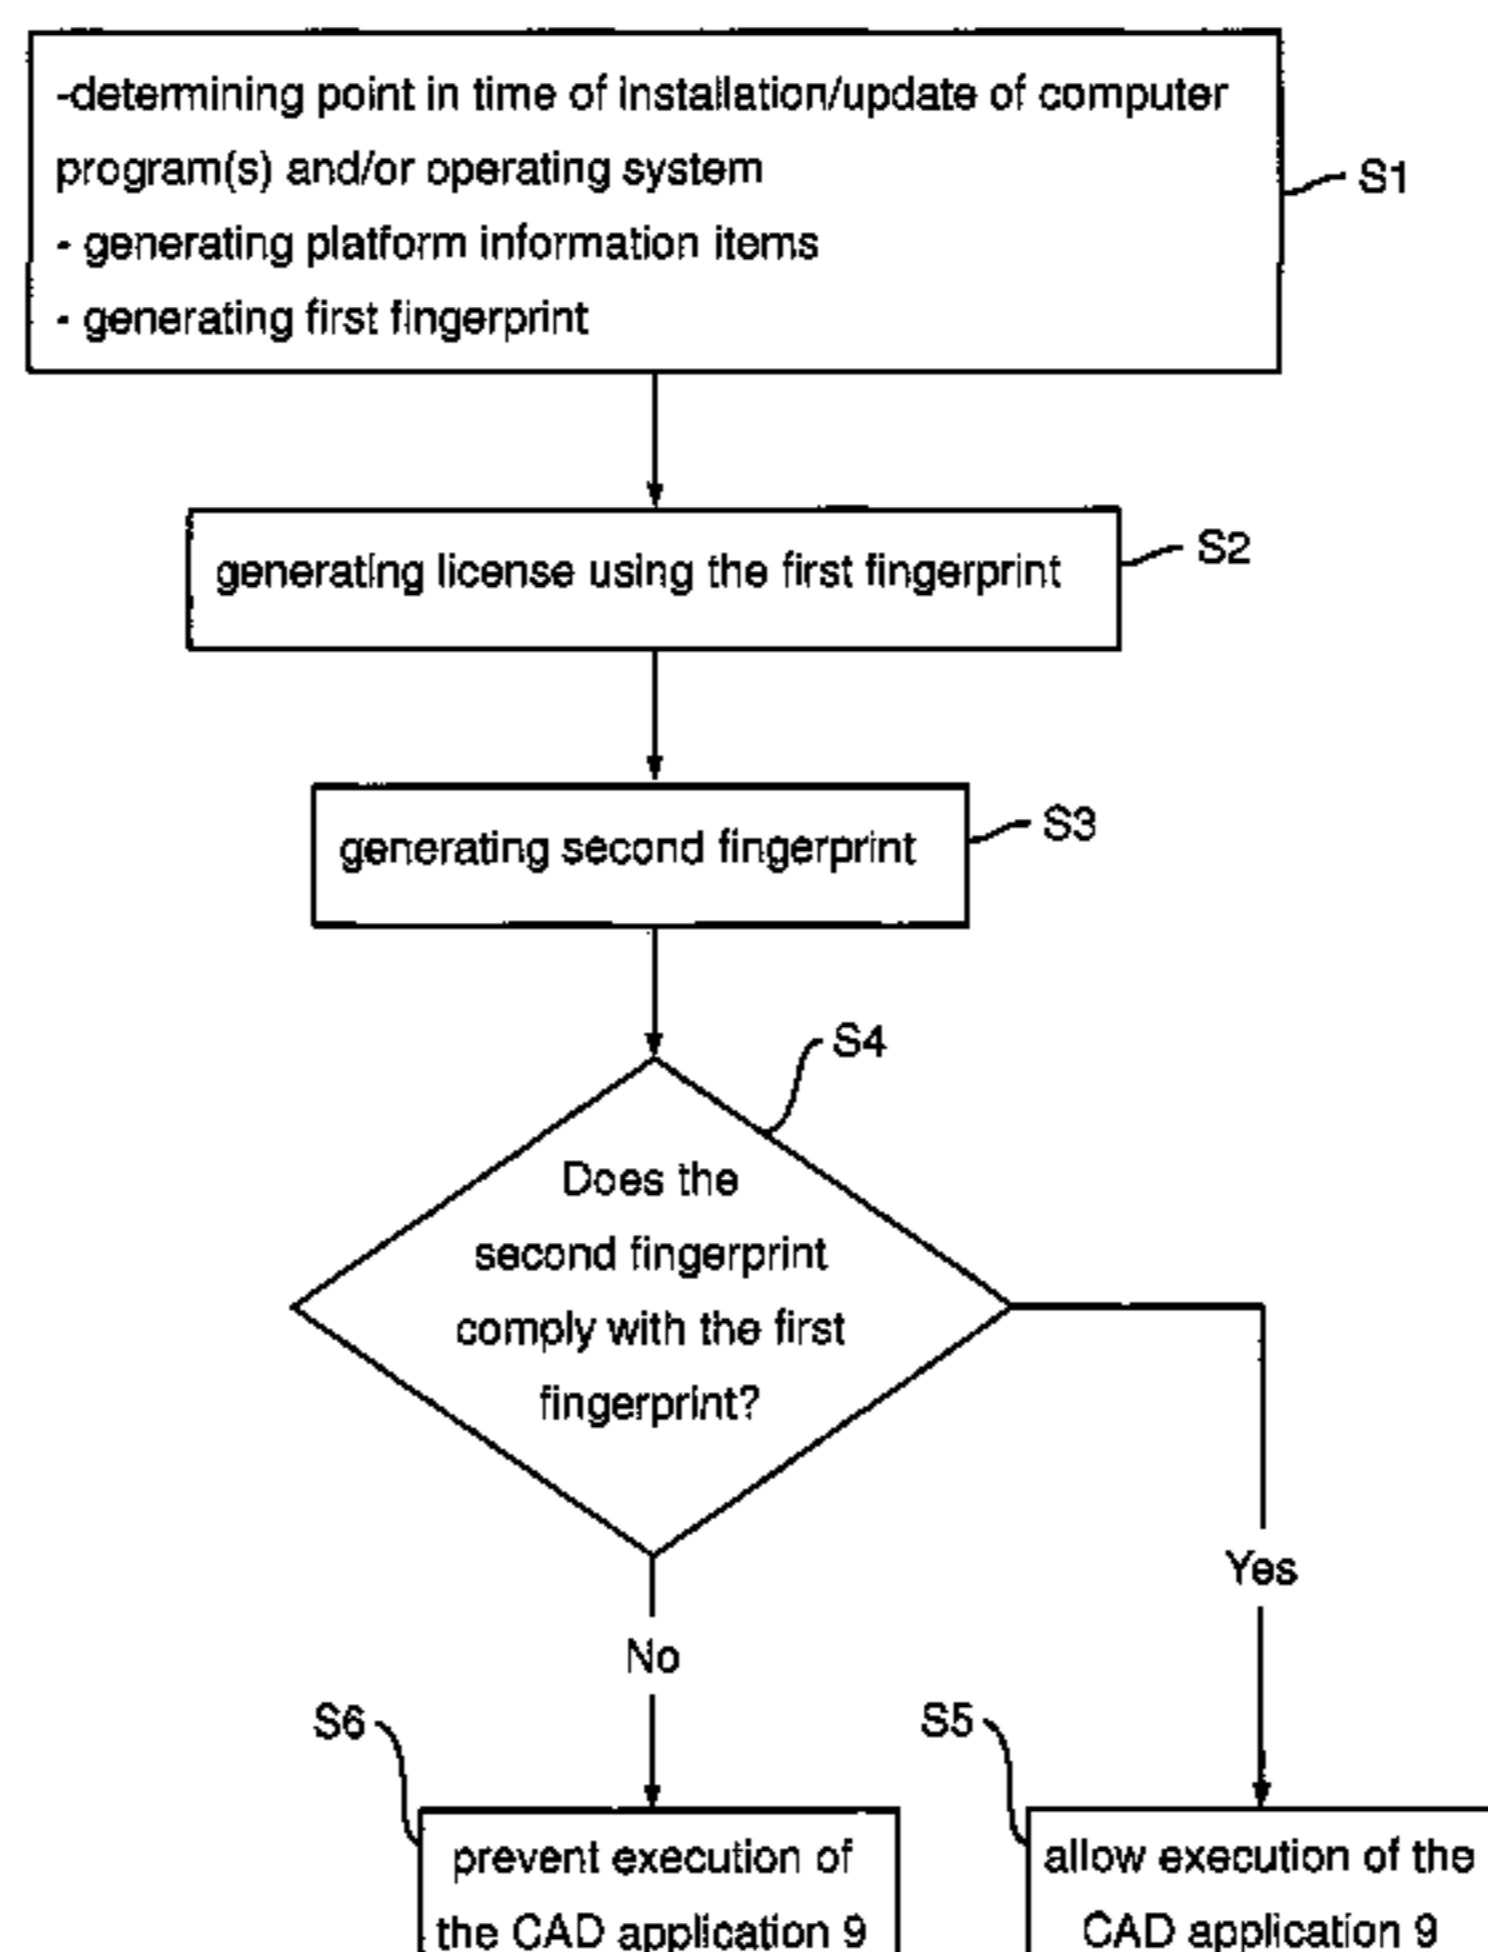 -determining point in time of installation/update of computer
program(s) and/or operating system
- generating platform information items
- generating first fingerprint
S1
generating license using the first fingerprint
S2
generating second fingerprint
S3
S4
Does the
second fingerprint
comply with the first
fingerprint?
Yes
No
S6
S5
prevent execution of
the CAD application 9
allow execution of the
CAD application 9